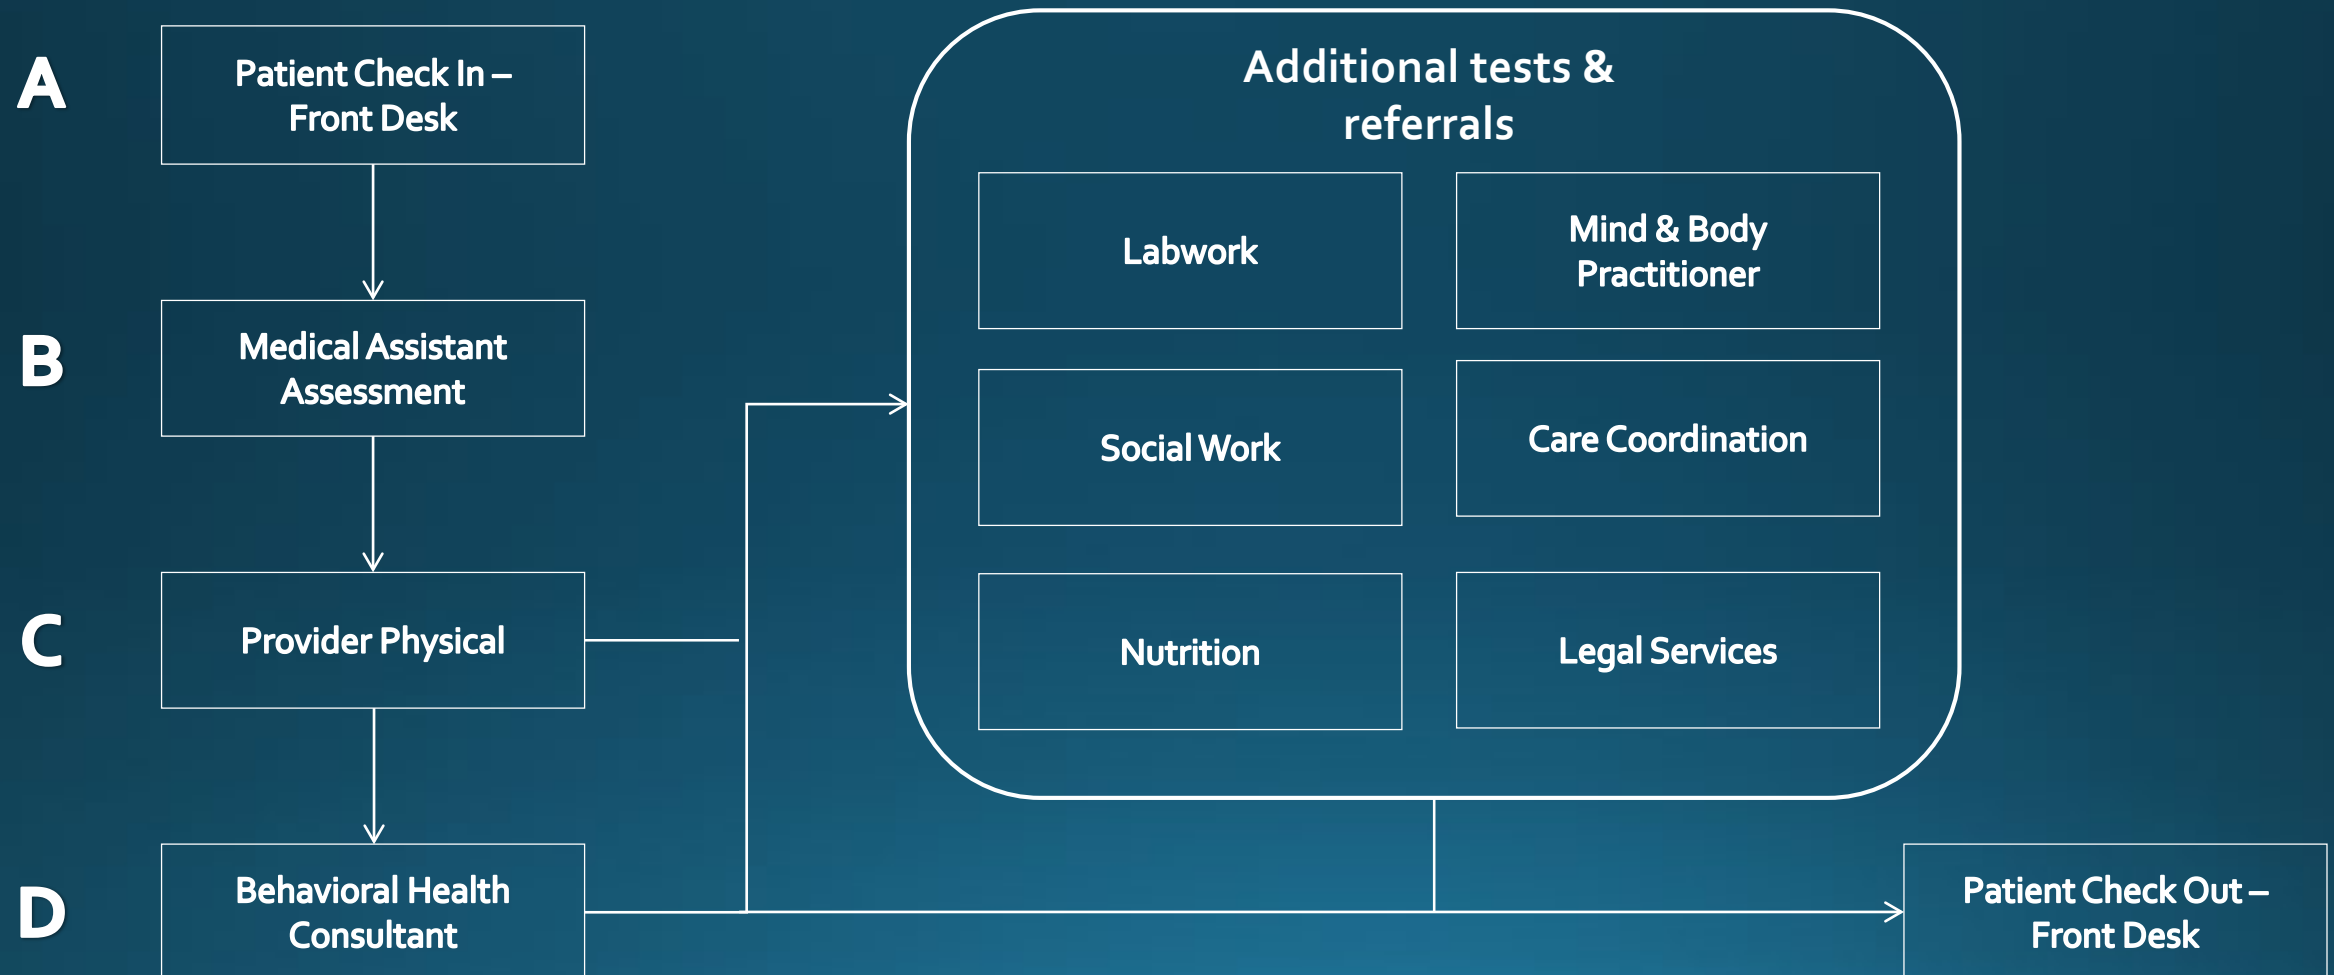 A
Patient Check In –
Front Desk
B
Medical Assistant
Assessment
C
Provider Physical
D
Behavioral Health
Consultant
Additional tests &
referrals
Labwork
Mind & Body
Practitioner
Social Work
Care Coordination
Nutrition
Legal Services
Patient Check Out –
Front Desk